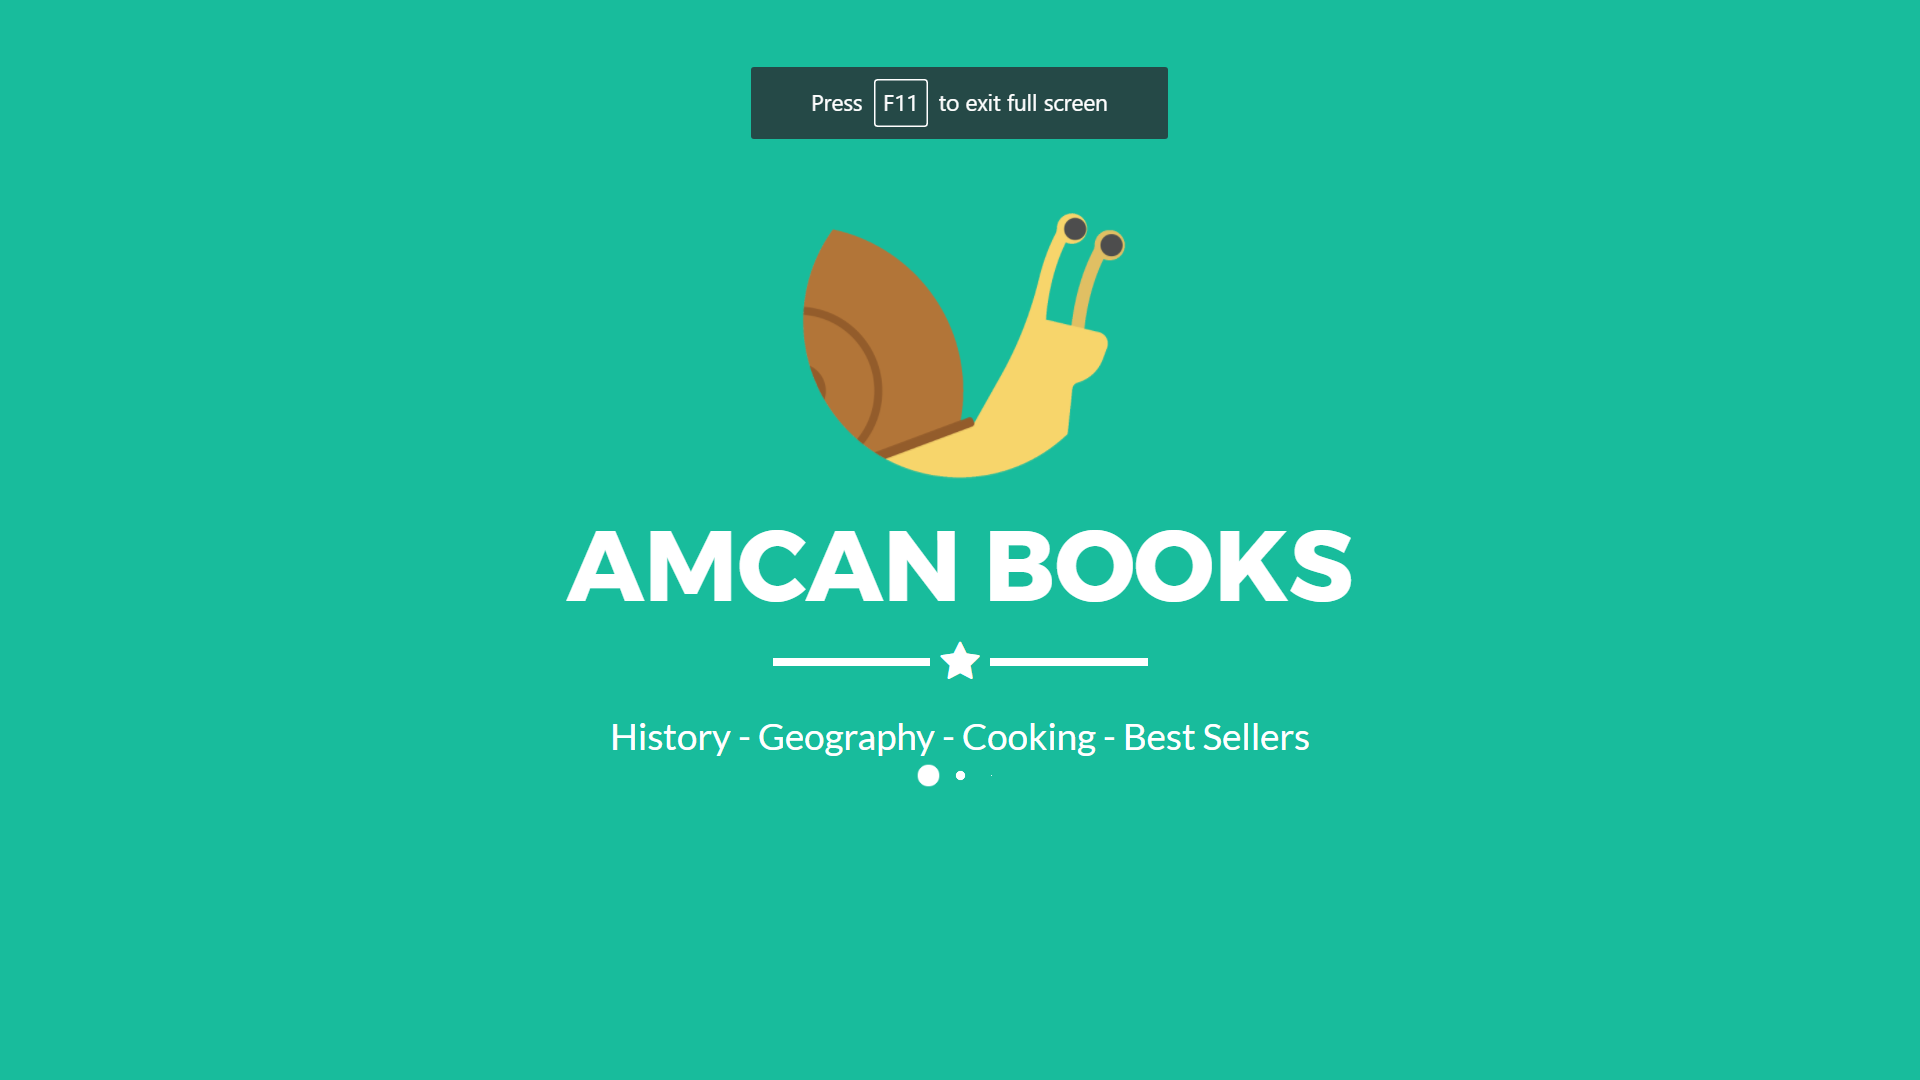 Press F11 to exit full screen
AMCAN BOOKS
History - Geography - Cooking - Best Sellers